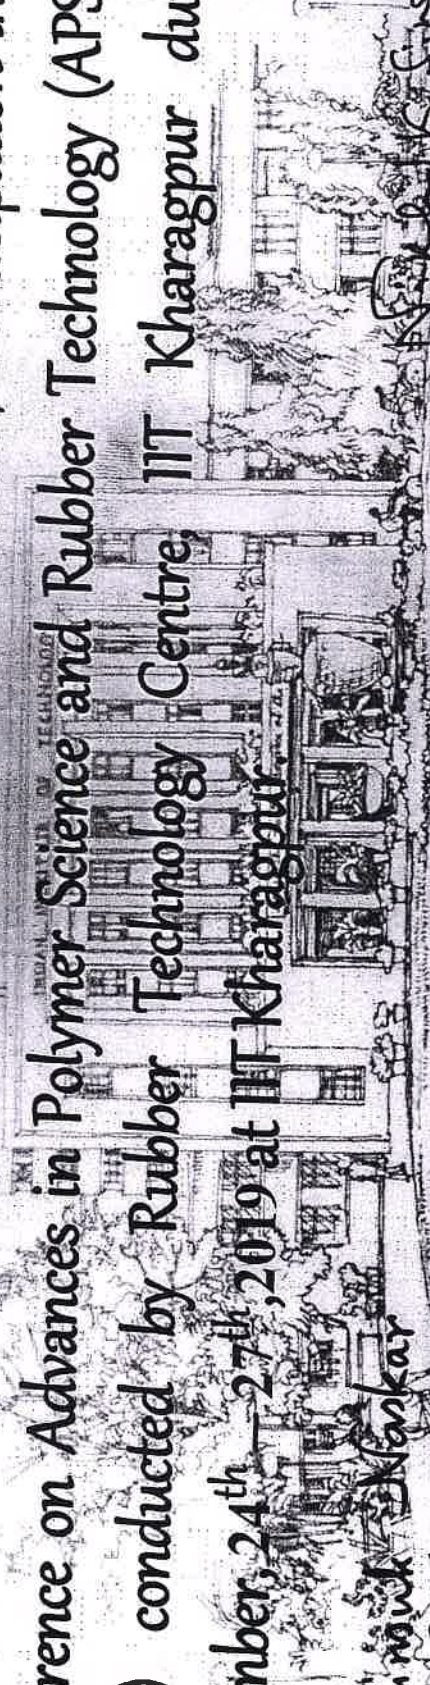 rence on Advances in Polymer Science and Rubber Technology (APS
) conducted by Rubber Technology Centre, IIT Kharagpur du
mber, 24th – 27th, 2019 at IIT Kharagpur.
Naskar